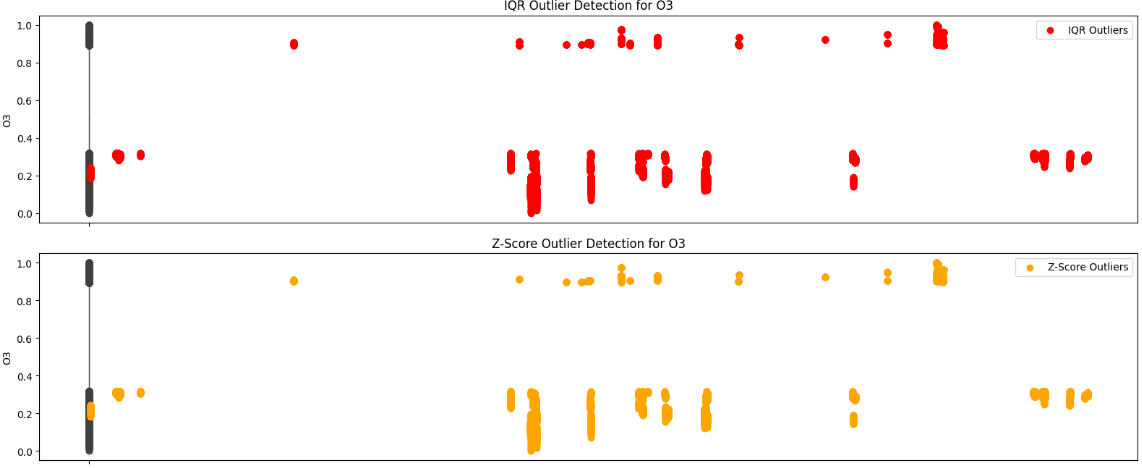 IQR Outlier Detection for O3
1.0
0.8
0.6
0.4
0.2
0.0
O3
IQR Outliers
Z-Score Outlier Detection for O3
1.0
0.8
0.6
0.4
0.2
0.0
O3
Z-Score Outliers